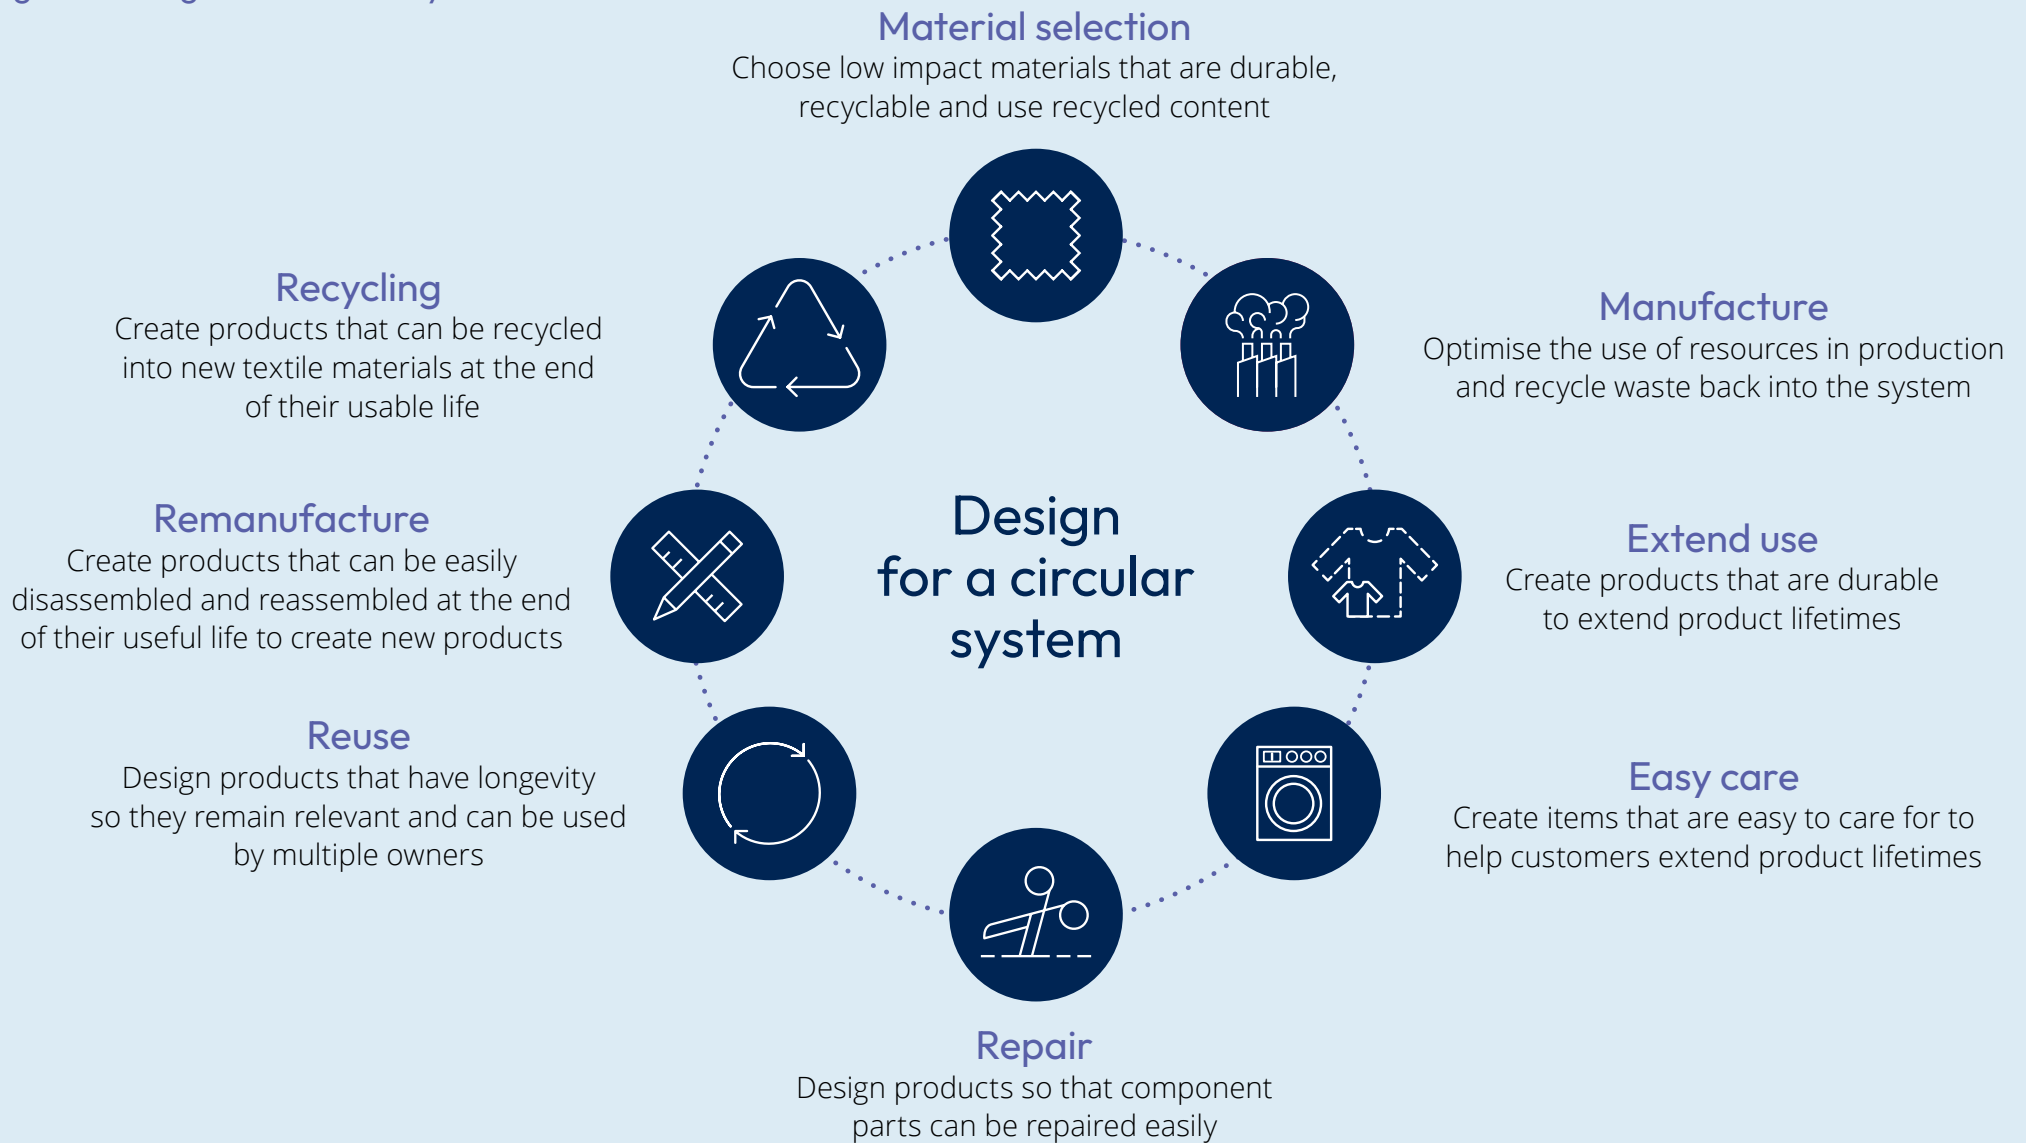 Material selection
Choose low impact materials that are durable,
recyclable and use recycled content
Manufacture
Optimise the use of resources in production
and recycle waste back into the system
Extend use
Create products that are durable
to extend product lifetimes
Easy care
Create items that are easy to care for to
help customers extend product lifetimes
Repair
Design products so that component
parts can be repaired easily
Reuse
Design products that have longevity
so they remain relevant and can be used
by multiple owners
Remanufacture
Create products that can be easily
disassembled and reassembled at the end
of their useful life to create new products
Recycling
Create products that can be recycled
into new textile materials at the end
of their usable life
Design
for a circular
system